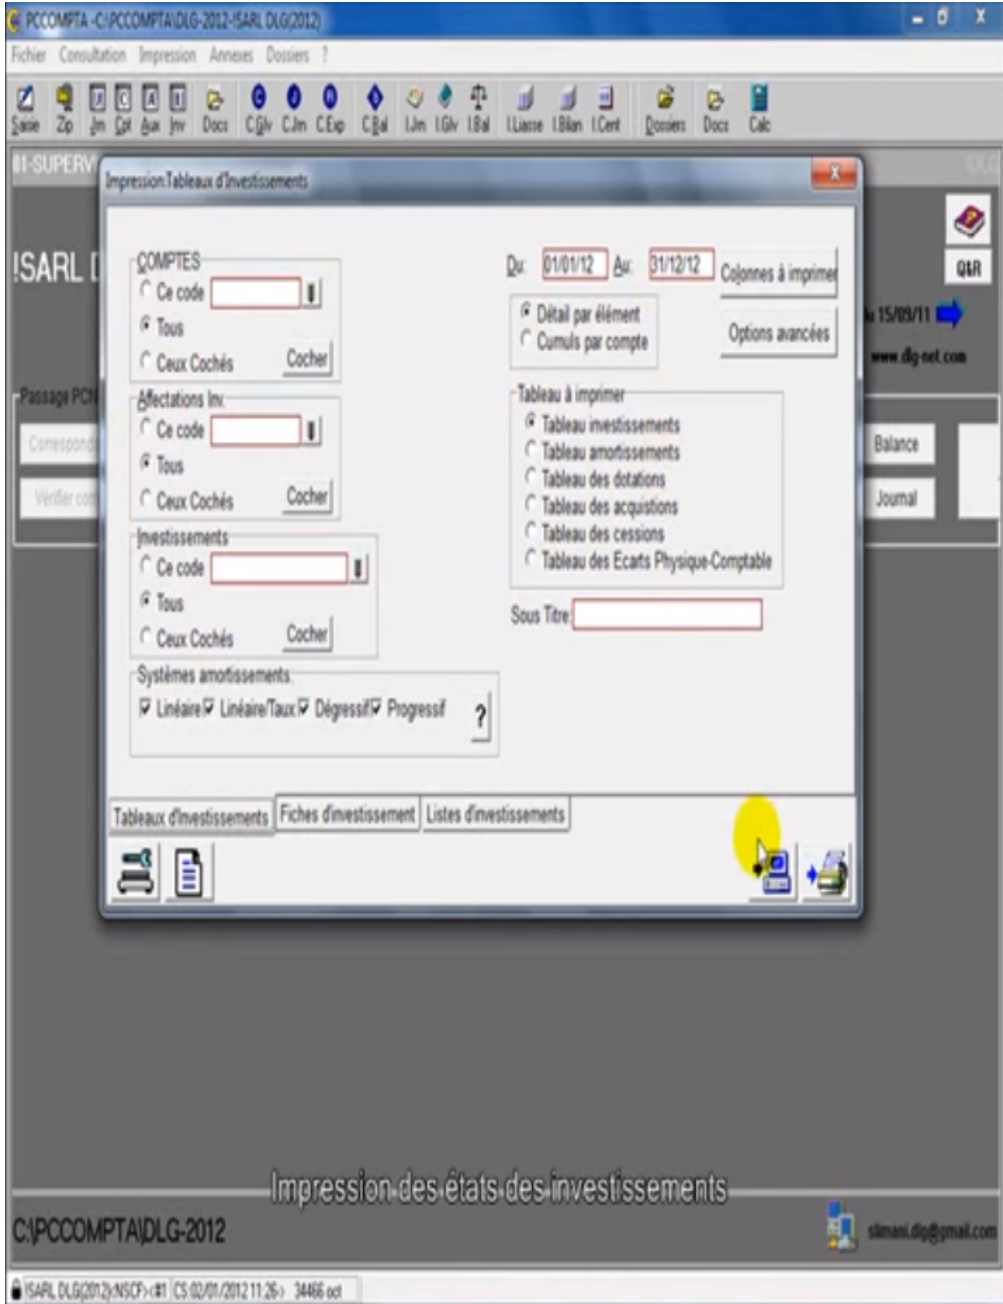 PCCOMPTA -C:\PCCOMPTA\DLG-2012-!SARL DLG(2012)
Fichier Consultation Impression Annexes Dossiers ?
Saisie Zip Jrn Cpt Aux Inv Docs C.Glv C.Jrn C.Exp C.Bal I.Jrn I.Glv I.Bal I.Liasse I.Bilan I.Cent Dossiers Docs Calc
01-SUPERV
Impression:Tableaux d'Investissements
!SARL D
Q&R
du 15/09/11
www.dlg-net.com
Passage PCN
Correspond
Vérifier com
Balance
Journal
COMPTES
Ce code
Tous
Ceux Cochés Cocher
Affectations Inv.
Ce code
Tous
Ceux Cochés Cocher
Investissements
Ce code
Tous
Ceux Cochés Cocher
Systèmes amortissements.
Linéaire Linéaire/Taux Dégressif Progressif ?
Du: 01/01/12 Au: 31/12/12 Colonnes à imprimer
Détail par élément
Cumuls par compte
Options avancées
Tableau à imprimer
Tableau investissements
Tableau amortissements
Tableau des dotations
Tableau des acquistions
Tableau des cessions
Tableau des Ecarts Physique-Comptable
Sous Titre:
Tableaux d'Investissements Fiches d'investissement Listes d'investissements
Impression des états des investissements
C:\PCCOMPTA\DLG-2012
slimani.dlg@gmail.com
!SARL DLG(2012)<NSCF><#1 CS:02/01/2012 11:26> 34466 oct